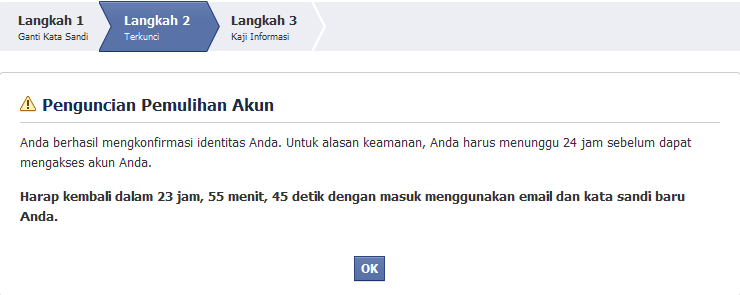 Langkah 1
Ganti Kata Sandi
Langkah 2
Terkunci
Langkah 3
Kaji Informasi
Penguncian Pemulihan Akun
Anda berhasil mengkonfirmasi identitas Anda. Untuk alasan keamanan, Anda harus menunggu 24 jam sebelum dapat
mengakses akun Anda.
Harap kembali dalam 23 jam, 55 menit, 45 detik dengan masuk menggunakan email dan kata sandi baru
Anda.
OK